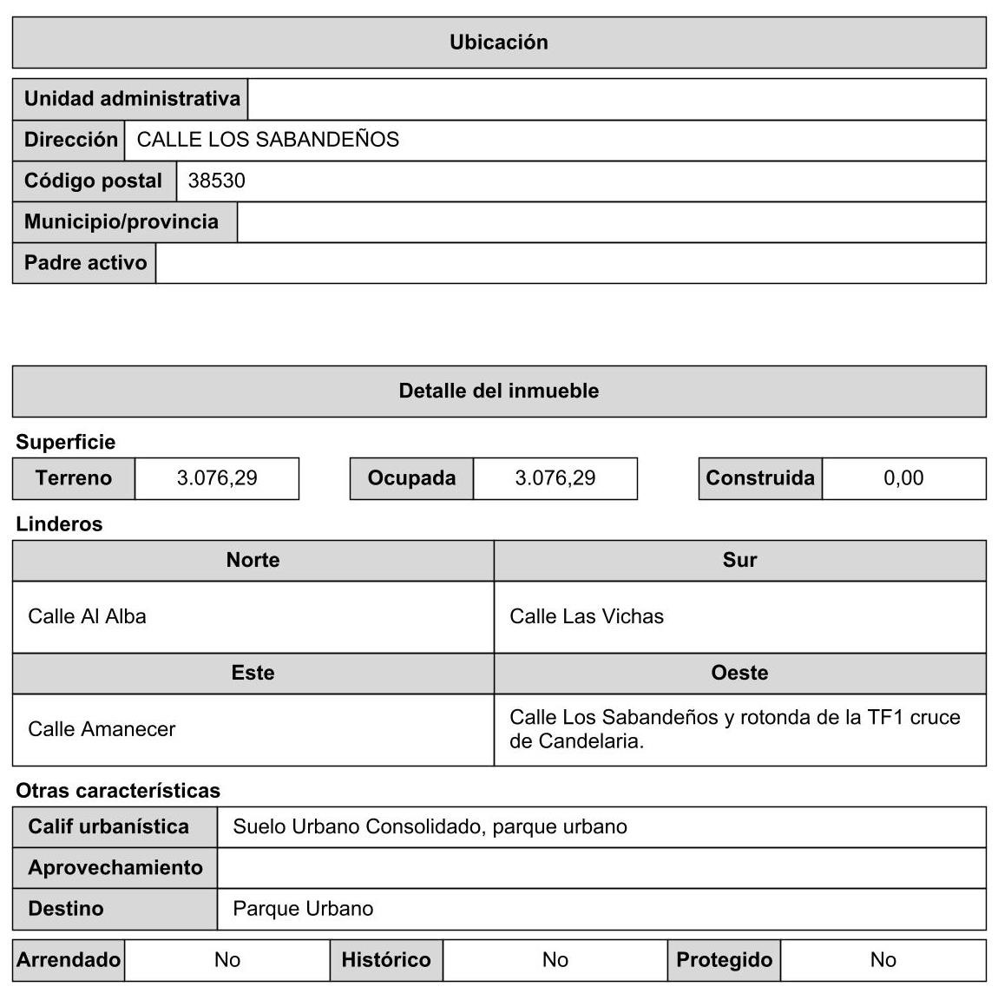 Ubicación
Unidad administrativa
Dirección CALLE LOS SABANDEÑOS
Código postal 38530
Municipio/provincia
Padre activo
Detalle del inmueble
Superficie
Terreno 3.076,29 Ocupada 3.076,29 Construida 0,00
Linderos
Norte Sur
Calle Al Alba Calle Las Vichas
Este Oeste
Calle Amanecer Calle Los Sabandeños y rotonda de la TF1 cruce
de Candelaria.
Otras características
Calif urbanística Suelo Urbano Consolidado, parque urbano
Aprovechamiento
Destino Parque Urbano
Arrendado No Histórico No Protegido No